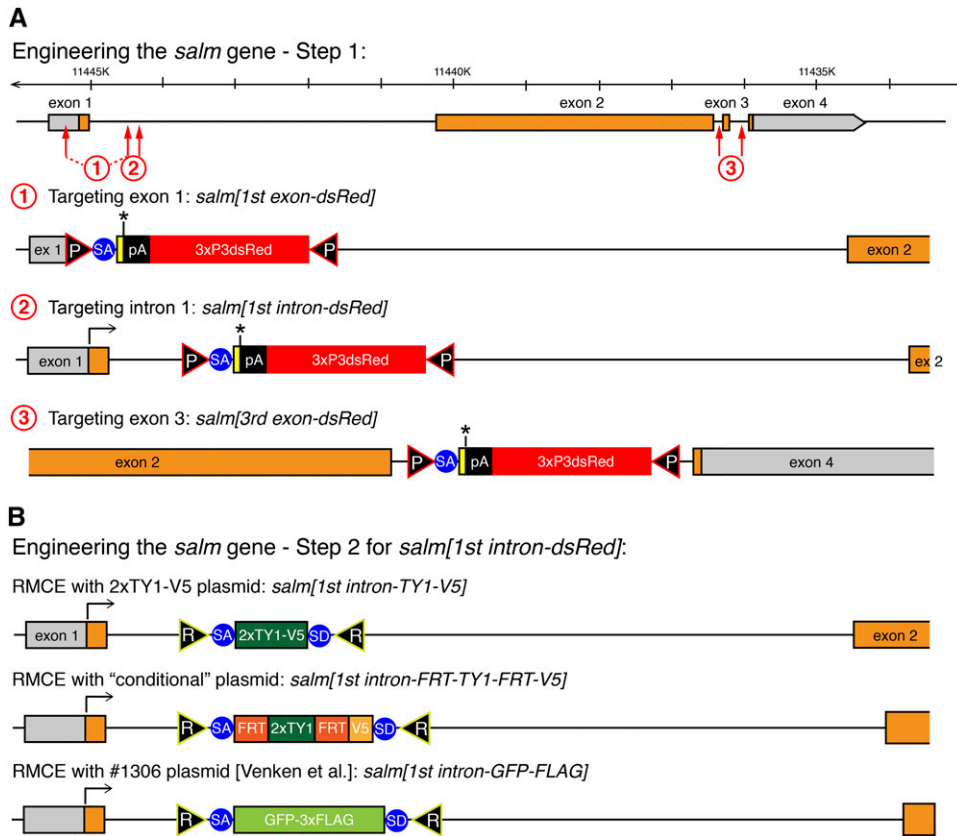 A
Engineering the salm gene - Step 1:
11445K 11440K 11435K
exon 1 exon 2 exon 3 exon 4
1 2 3
1 Targeting exon 1: salm[1st exon-dsRed]
*
ex 1 P SA pA 3xP3dsRed P exon 2
2 Targeting intron 1: salm[1st intron-dsRed]
*
exon 1 P SA pA 3xP3dsRed P ex 2
3 Targeting exon 3: salm[3rd exon-dsRed]
*
exon 2 P SA pA 3xP3dsRed P exon 4
B
Engineering the salm gene - Step 2 for salm[1st intron-dsRed]:
RMCE with 2xTY1-V5 plasmid: salm[1st intron-TY1-V5]
exon 1 R SA 2xTY1-V5 SD R exon 2
RMCE with “conditional” plasmid: salm[1st intron-FRT-TY1-FRT-V5]
R SA FRT 2xTY1 FRT V5 SD R
RMCE with #1306 plasmid [Venken et al.]: salm[1st intron-GFP-FLAG]
R SA GFP-3xFLAG SD R